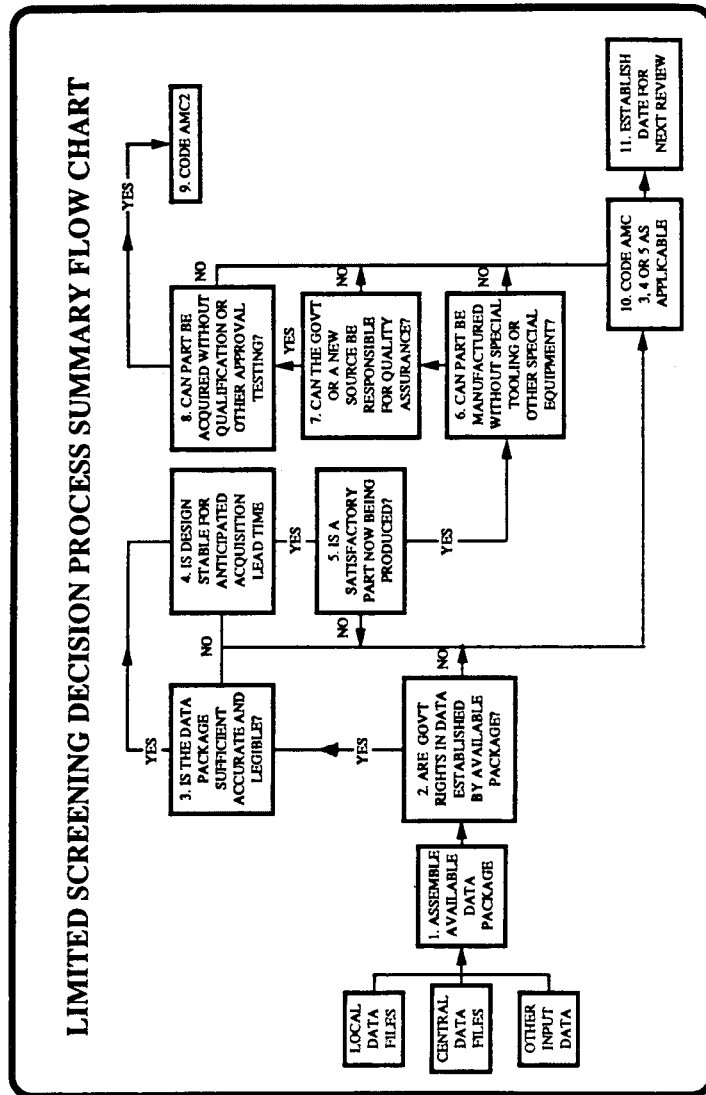 LIMITED SCREENING DECISION PROCESS SUMMARY FLOW CHART
LOCAL
DATA
FILES
CENTRAL
DATA
FILES
OTHER
INPUT
DATA
1. ASSEMBLE
AVAILABLE
DATA
PACKAGE
2. ARE GOVT
RIGHTS IN DATA
ESTABLISHED
BY AVAILABLE
PACKAGE?
YES
NO
3. IS THE DATA
PACKAGE
SUFFICIENT
ACCURATE AND
LEGIBLE?
YES
NO
4. IS DESIGN
STABLE FOR
ANTICIPATED
ACQUISITION
LEAD TIME
YES
5. IS A
SATISFACTORY
PART NOW BEING
PRODUCED?
NO
YES
6. CAN PART BE
MANUFACTURED
WITHOUT SPECIAL
TOOLING OR
OTHER SPECIAL
EQUIPMENT?
NO
7. CAN THE GOVT
OR A NEW
SOURCE BE
RESPONSIBLE
FOR QUALITY
ASSURANCE?
NO
YES
8. CAN PART BE
ACQUIRED WITHOUT
QUALIFICATION OR
OTHER APPROVAL
TESTING?
NO
YES
9. CODE AMC2
10. CODE AMC
3, 4 OR 5 AS
APPLICABLE
11. ESTABLISH
DATE FOR
NEXT REVIEW